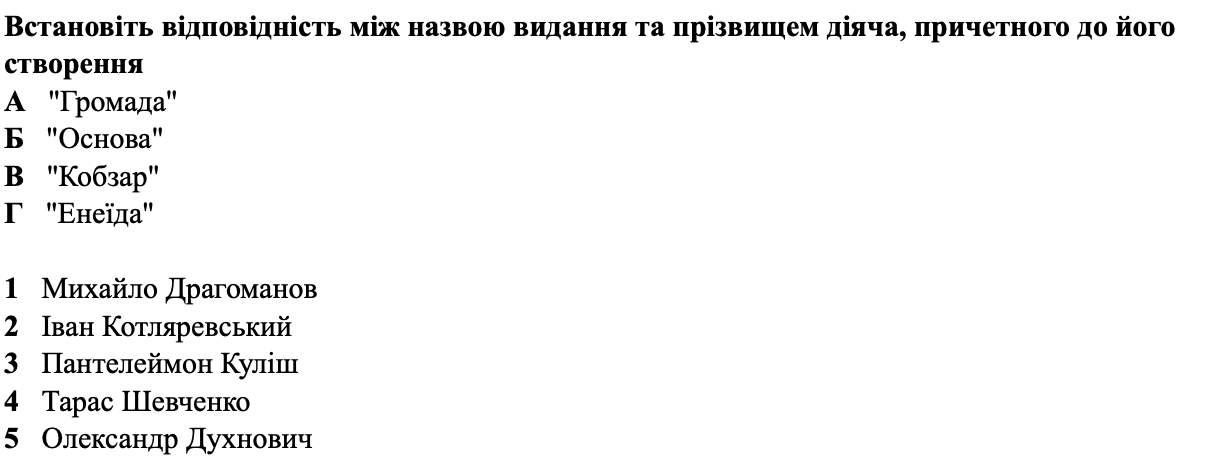 Встановіть відповідність між назвою видання та прізвищем діяча, причетного до його
створення
А "Громада"
Б "Основа"
В "Кобзар"
Г "Енеїда"
1 Михайло Драгоманов
2 Іван Котляревський
3 Пантелеймон Куліш
4 Тарас Шевченко
5 Олександр Духнович